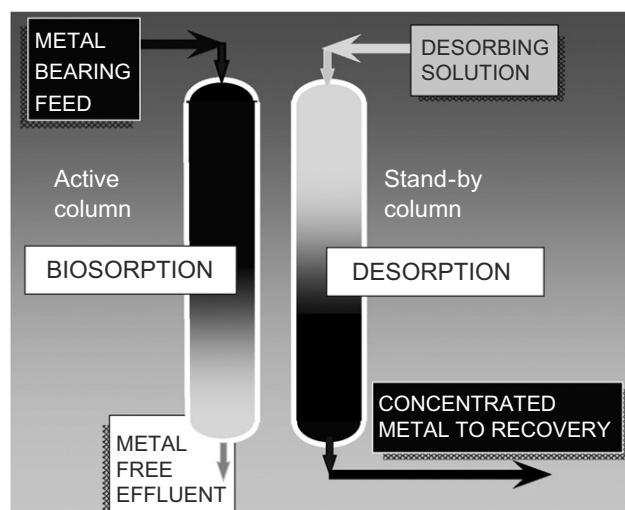 METAL
BEARING
FEED
DESORBING
SOLUTION
Active
column
Stand-by
column
BIOSORPTION
DESORPTION
CONCENTRATED
METAL TO RECOVERY
METAL
FREE
EFFLUENT